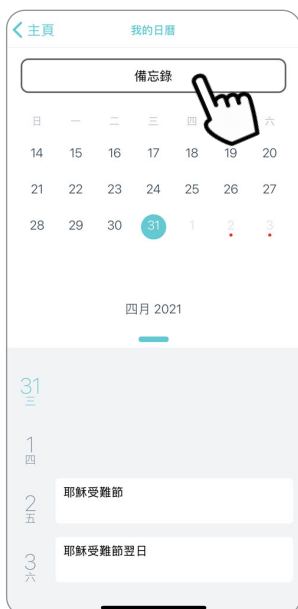 主頁 我的日曆
備忘錄
日 一 二 三 四 六
14 15 16 17 18 19 20
21 22 23 24 25 26 27
28 29 30 31 1 2 3
四月 2021
31
三
1
四
2
五
耶穌受難節
3
六
耶穌受難節翌日